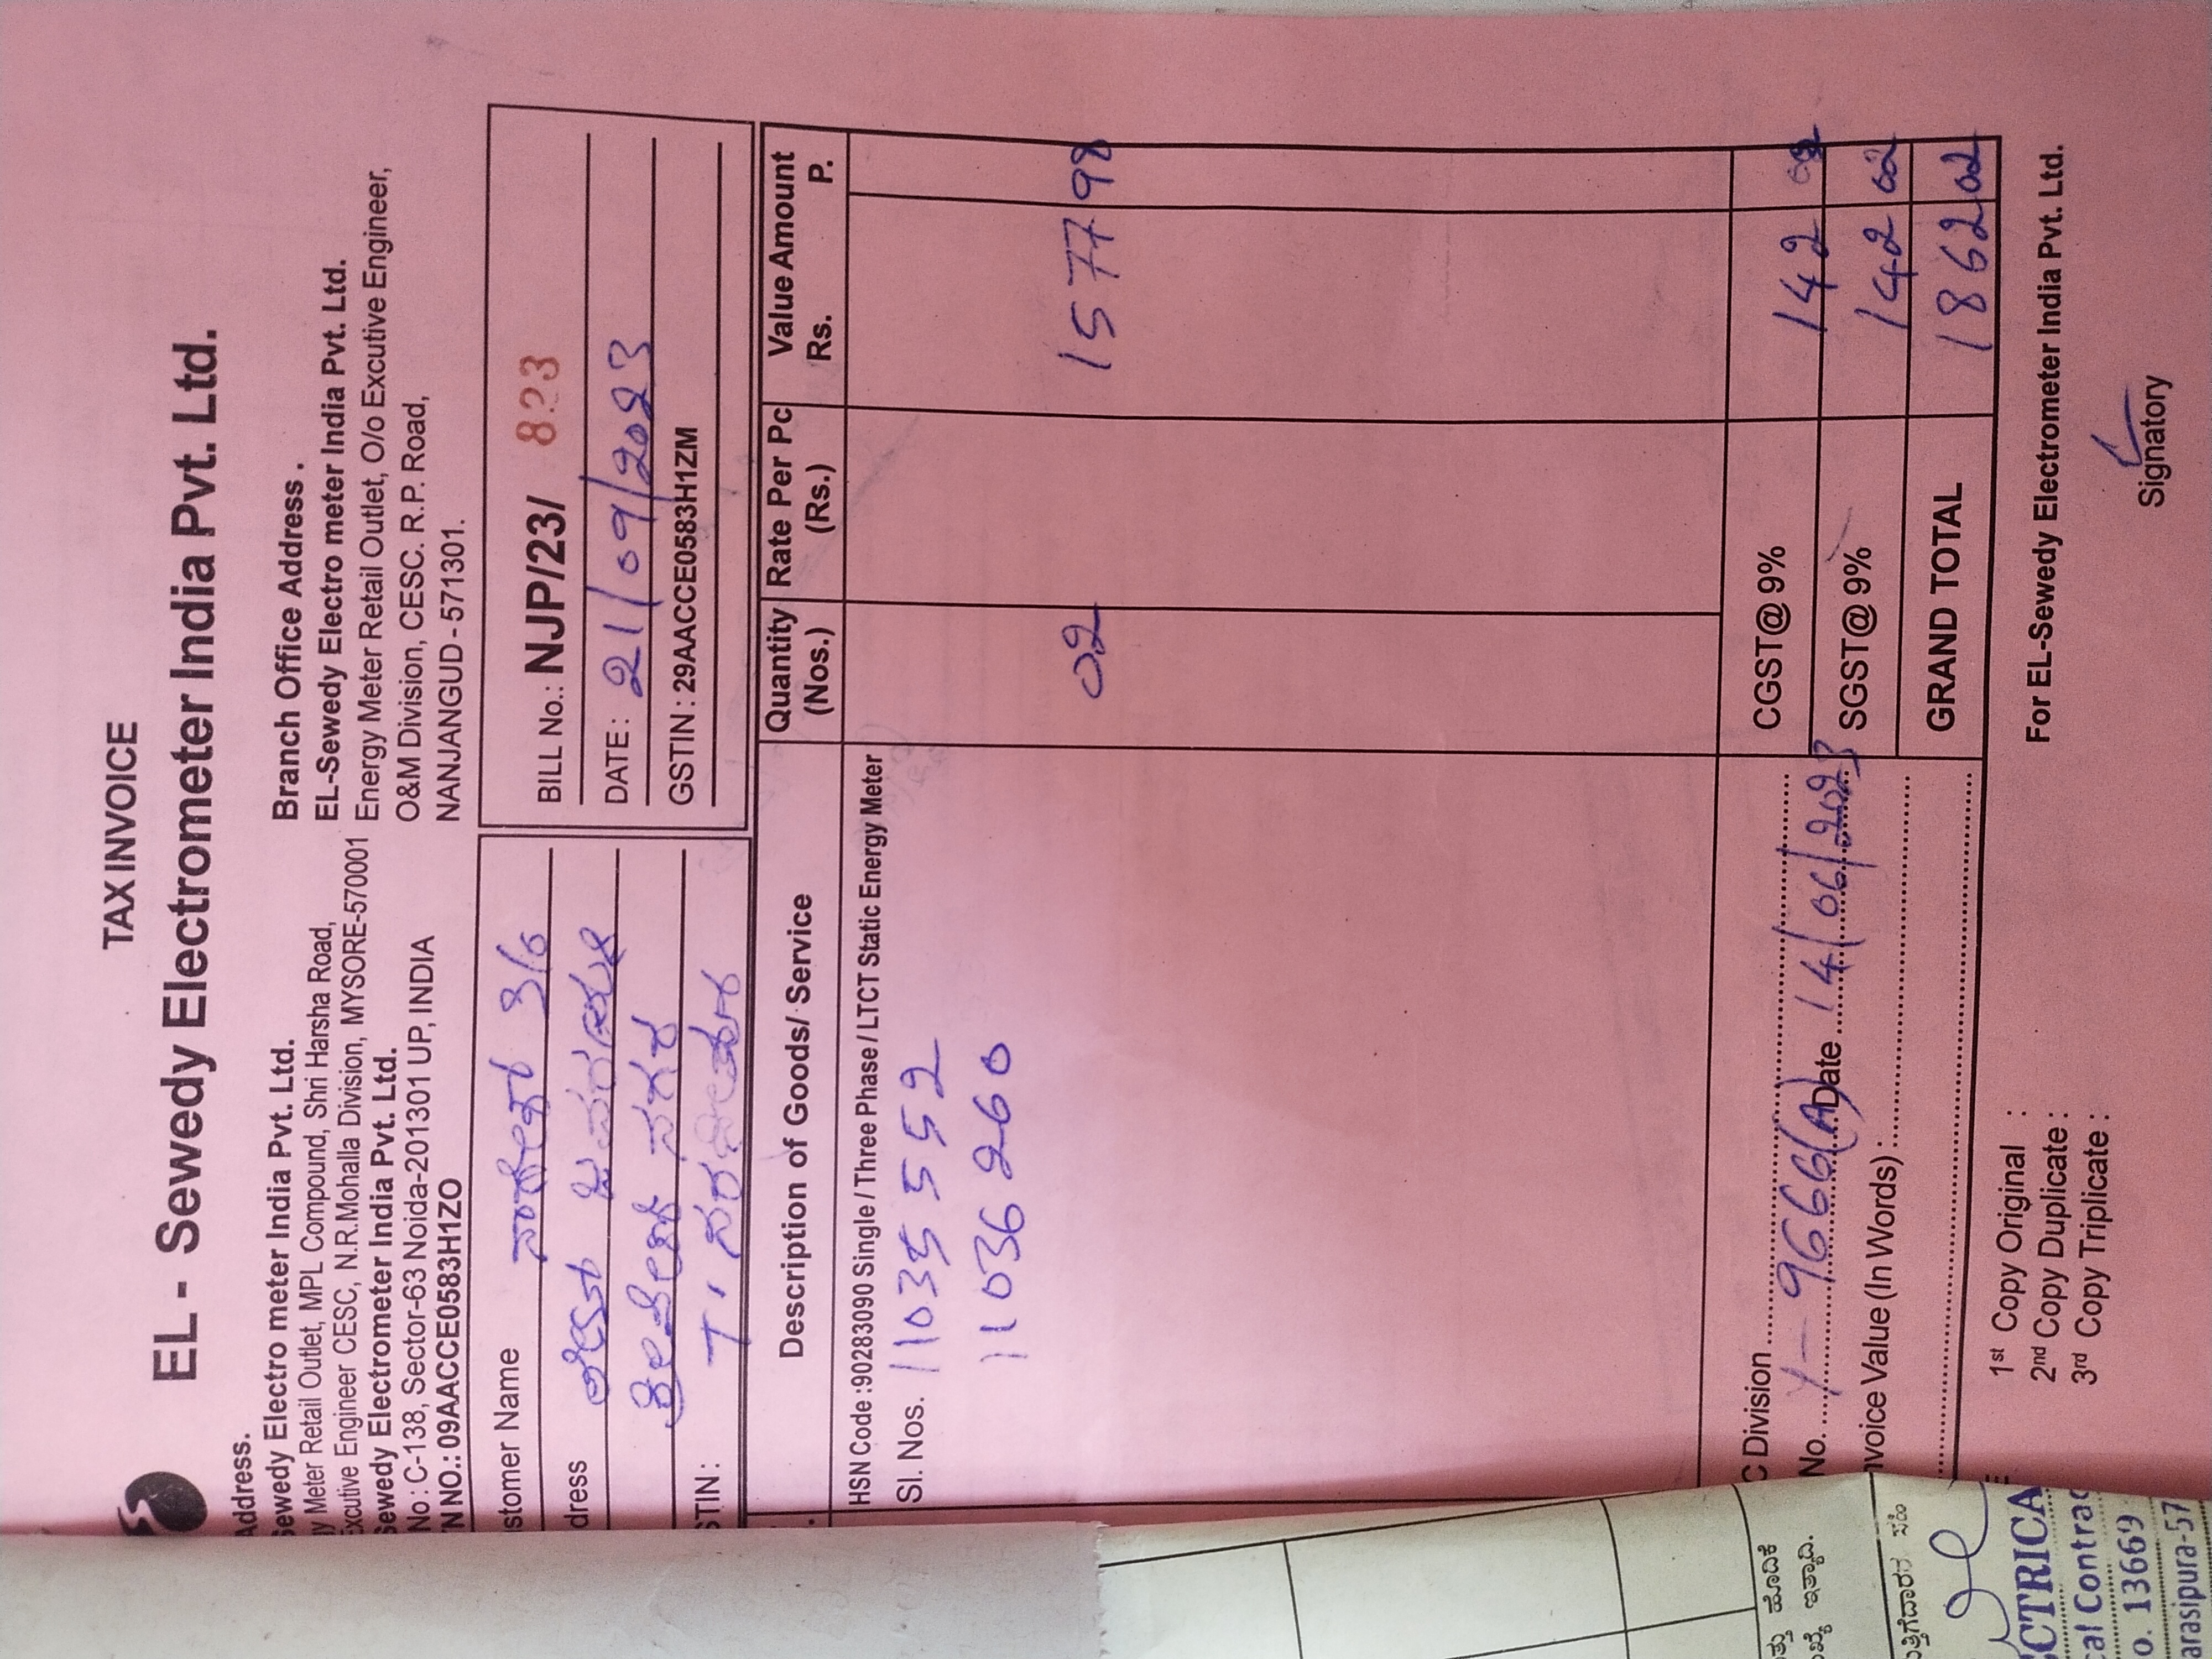 TAX INVOICE
EL - Sewedy Electrometer India Pvt. Ltd.
Address.
Sewedy Electro meter India Pvt. Ltd.
y Meter Retail Outlet, MPL Compound, Shri Harsha Road,
Executive Engineer CESC, N.R.Mohalla Division, MYSORE-570001
Sewedy Electrometer India Pvt. Ltd.
No : C-138, Sector-63 Noida-201301 UP, INDIA
N NO.: 09AACCE0583H1ZO
Branch Office Address .
EL-Sewedy Electro meter India Pvt. Ltd.
Energy Meter Retail Outlet, O/o Excutive Engineer,
O&M Division, CESC. R.P. Road,
NANJANGUD - 571301.
stomer Name
dress
STIN :
BILL No.: NJP/23/ 823
DATE : 21/09/2023
GSTIN : 29AACCE0583H1ZM
Description of Goods/ Service Quantity (Nos.) Rate Per Pc (Rs.) Value Amount Rs. P.
HSN Code :90283090 Single / Three Phase / LTCT Static Energy Meter
Sl. Nos. 11035552
11036260
02 1577 98
C Division
No. Y-9666(A) Date 14/06/2023
nvoice Value (In Words) :
CGST@9% 142 02
SGST@9% 142 02
GRAND TOTAL 1862 02
1st Copy Original :
2nd Copy Duplicate :
3rd Copy Triplicate :
For EL-Sewedy Electrometer India Pvt. Ltd.
Signatory
ಹೊದಿಕೆ
ಇತ್ಯಾದಿ.
CTRICA
cal Contrac
o. 13669
arasipura-57